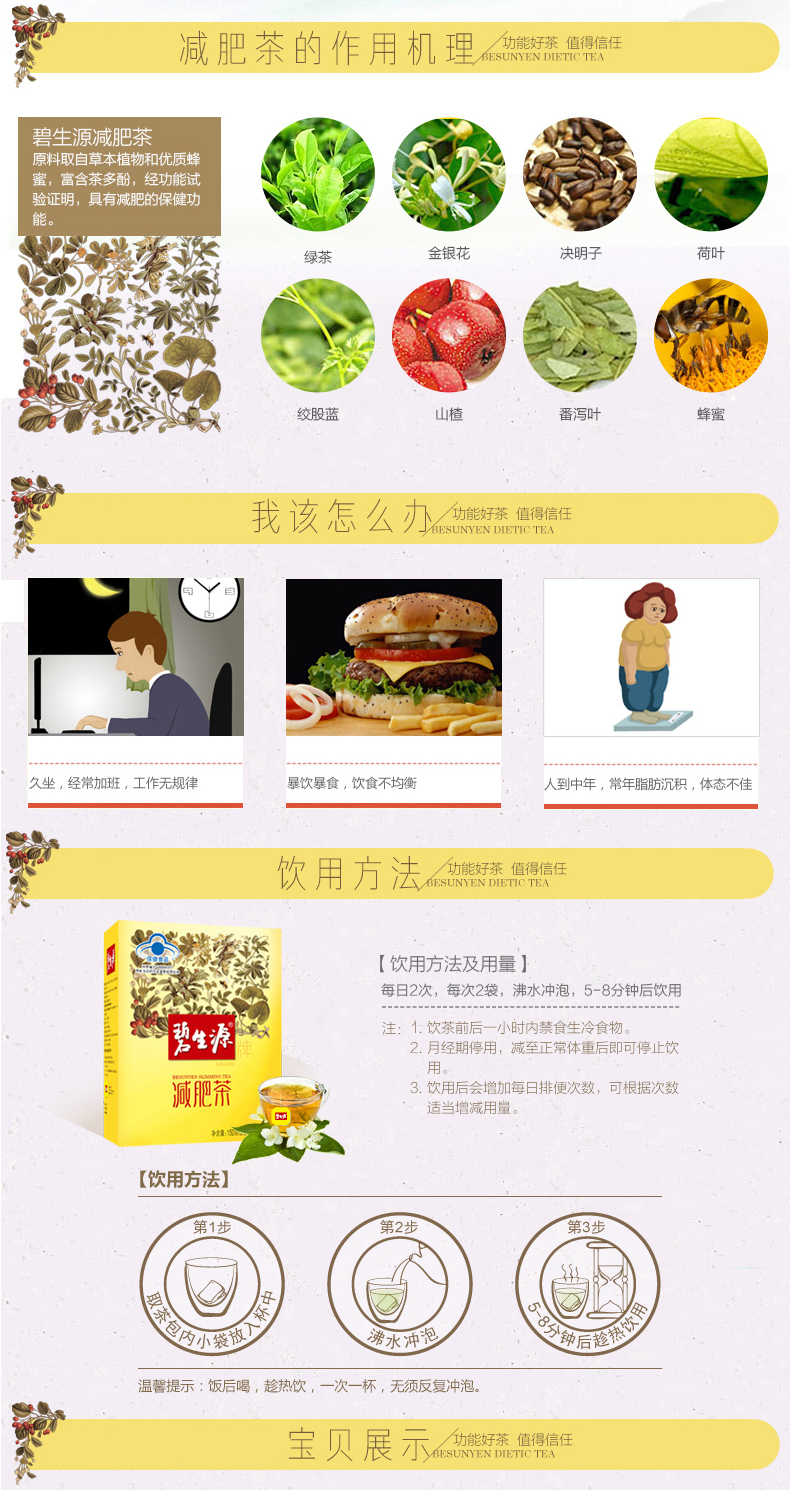 减肥茶的作用机理
功能好茶 值得信任
BESUNYEN DIETIC TEA
碧生源减肥茶
原料取自草本植物和优质蜂
蜜，富含茶多酚，经功能试
验证明，具有减肥的保健功
能。
绿茶
金银花
决明子
荷叶
绞股蓝
山楂
番泻叶
蜂蜜
我该怎么办
功能好茶 值得信任
BESUNYEN DIETIC TEA
久坐，经常加班，工作无规律
暴饮暴食，饮食不均衡
人到中年，常年脂肪沉积，体态不佳
饮用方法
功能好茶 值得信任
BESUNYEN DIETIC TEA
保健食品
碧生源®
牌
BESUNYEN SLIMMING TEA
减肥茶
【饮用方法及用量】
每日2次，每次2袋，沸水冲泡，5-8分钟后饮用
注：1. 饮茶前后一小时内禁食生冷食物。
2. 月经期停用，减至正常体重后即可停止饮
用。
3. 饮用后会增加每日排便次数，可根据次数
适当增减用量。
【饮用方法】
第1步
取茶包内小袋放入杯中
第2步
沸水冲泡
第3步
5-8分钟后趁热饮用
温馨提示：饭后喝，趁热饮，一次一杯，无须反复冲泡。
宝贝展示
功能好茶 值得信任
BESUNYEN DIETIC TEA